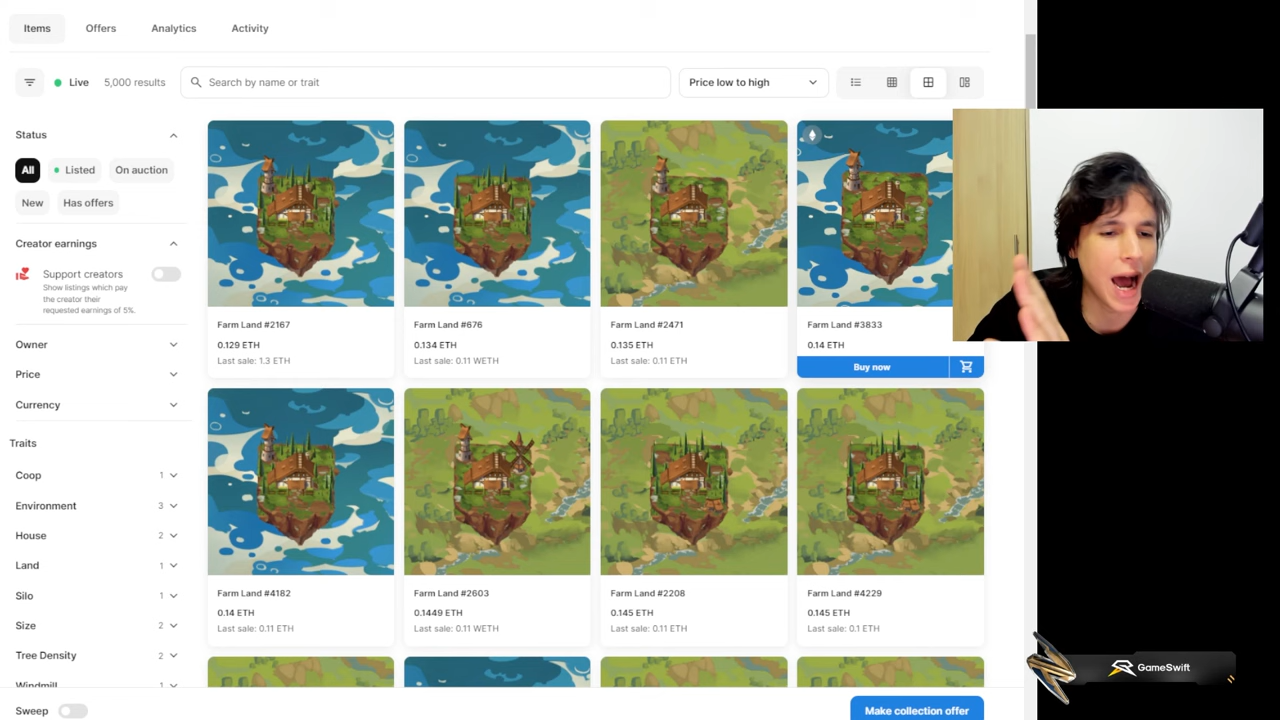 Items
Offers
Analytics
Activity
Live
5,000 results
Search by name or trait
Price low to high
Status
All
Listed
On auction
New
Has offers
Creator earnings
Support creators
Show listings which pay
the creator their
requested earnings of 5%.
Owner
Price
Currency
Traits
Coop 1
Environment 3
House 2
Land 1
Silo 1
Size 2
Tree Density 2
Windmill 1
Sweep
Farm Land #2167
0.129 ETH
Last sale: 1.3 ETH
Farm Land #676
0.134 ETH
Last sale: 0.11 WETH
Farm Land #2471
0.135 ETH
Last sale: 0.11 ETH
Farm Land #3833
0.14 ETH
Buy now
Farm Land #4182
0.14 ETH
Last sale: 0.11 ETH
Farm Land #2603
0.1449 ETH
Last sale: 0.11 WETH
Farm Land #2208
0.145 ETH
Last sale: 0.11 ETH
Farm Land #4229
0.145 ETH
Last sale: 0.1 ETH
Make collection offer
GameSwift